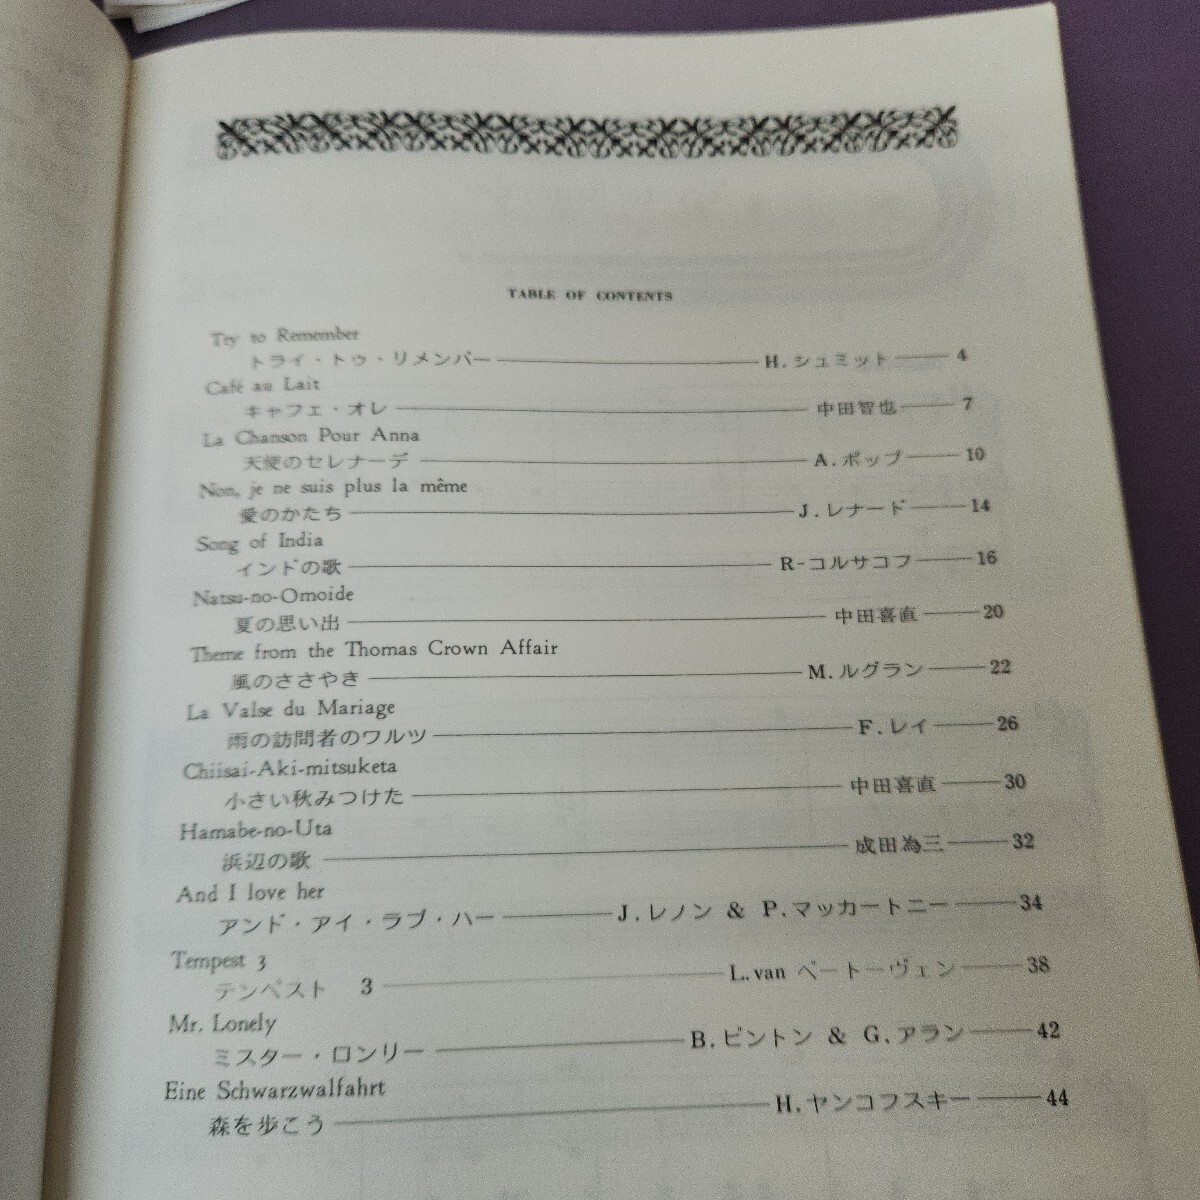 TABLE OF CONTENTS
Try to Remember
トライ・トゥ・リメンバー H. シュミット 4
Café au Lait
キャフェ・オレ 中田智也 7
La Chanson Pour Anna
天使のセレナーデ A. ポップ 10
Non, je ne suis plus la même
愛のかたち J. レナード 14
Song of India
インドの歌 R-コルサコフ 16
Natsu-no-Omoide
夏の思い出 中田喜直 20
Theme from the Thomas Crown Affair
風のささやき M. ルグラン 22
La Valse du Mariage
雨の訪問者のワルツ F. レイ 26
Chiisai-Aki-mitsuketa
小さい秋みつけた 中田喜直 30
Hamabe-no-Uta
浜辺の歌 成田為三 32
And I love her
アンド・アイ・ラブ・ハー J. レノン & P. マッカートニー 34
Tempest 3
テンペスト 3 L. van ベートーヴェン 38
Mr. Lonely
ミスター・ロンリー B. ビントン & G. アラン 42
Eine Schwarzwalfahrt
森を歩こう H. ヤンコフスキー 44